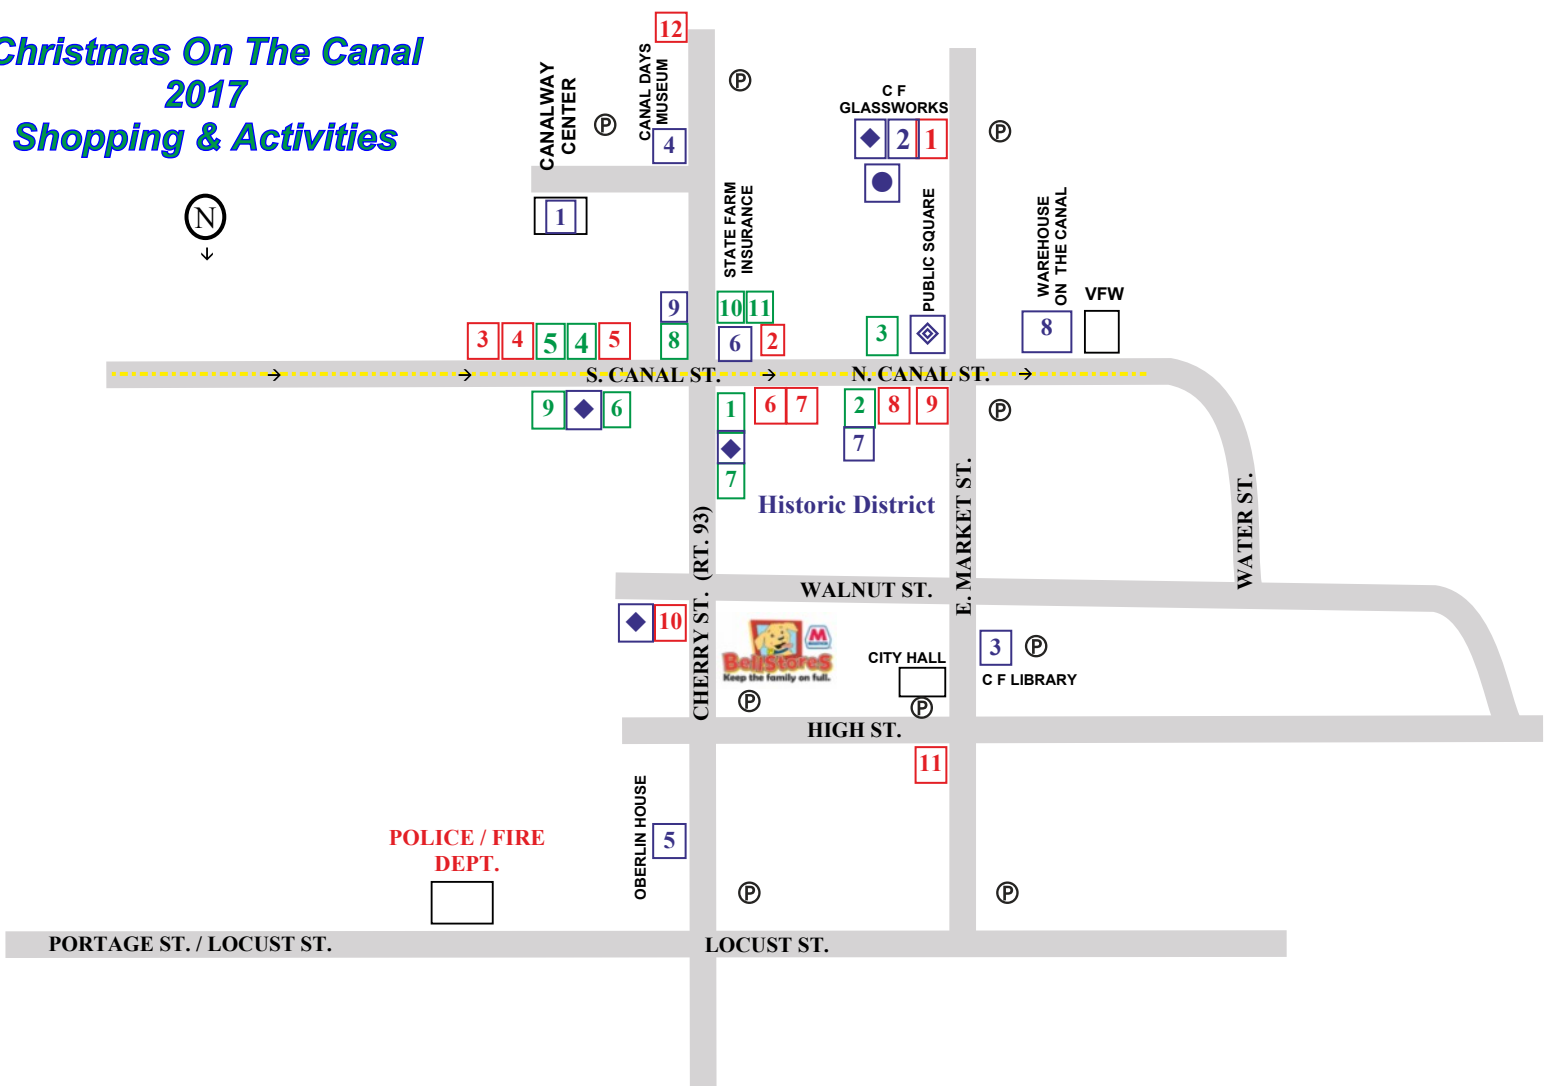 Christmas On The Canal
2017
Shopping & Activities
N
12
CANALWAY
CENTER
P
CANAL DAYS
MUSEUM
4
P
C F
GLASSWORKS
2
1
P
1
STATE FARM
INSURANCE
PUBLIC SQUARE
WAREHOUSE
ON THE CANAL
VFW
9
10
11
3
4
5
4
5
8
6
2
3
8
S. CANAL ST.
N. CANAL ST.
9
6
1
6
7
2
8
9
P
7
7
Historic District
CHERRY ST. (RT. 93)
E. MARKET ST.
WATER ST.
WALNUT ST.
10
M
BellStores
Keep the family on full.
CITY HALL
3
P
C F LIBRARY
P
P
HIGH ST.
11
OBERLIN HOUSE
5
POLICE / FIRE
DEPT.
P
P
PORTAGE ST. / LOCUST ST.
LOCUST ST.